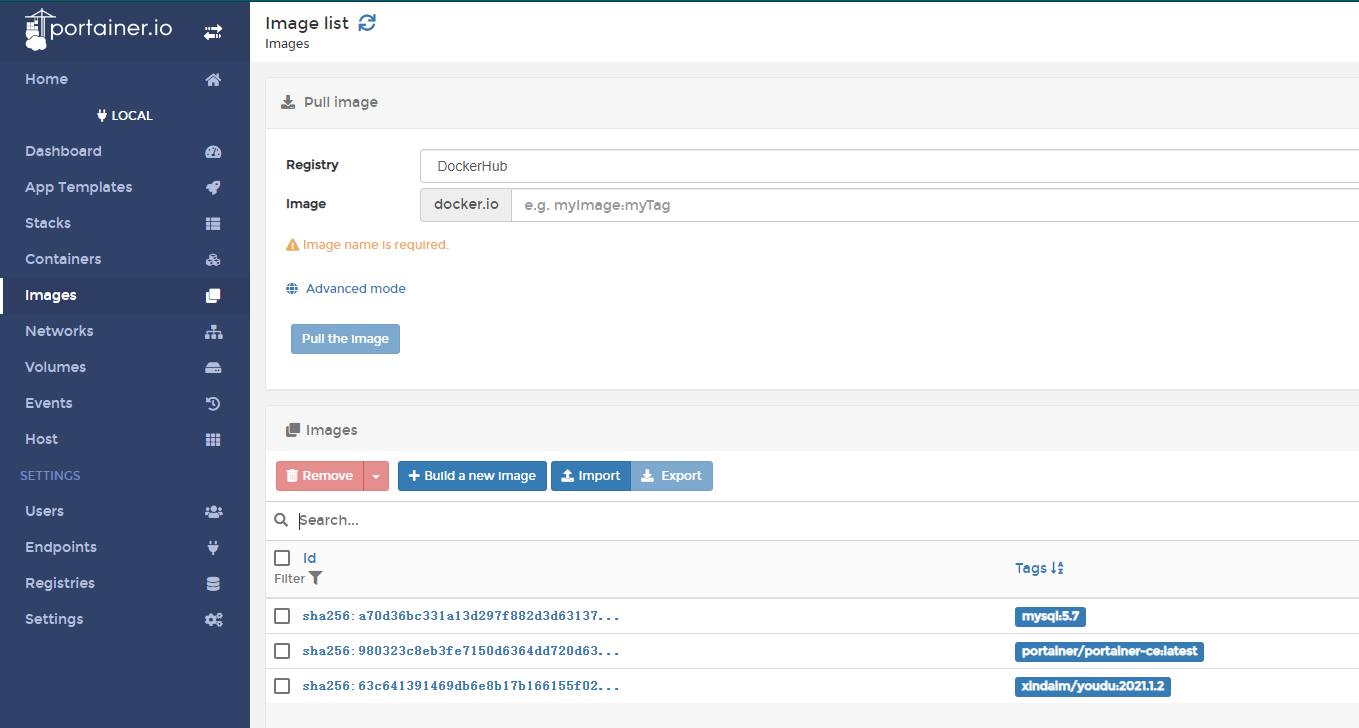 portainer.io
Home
LOCAL
Dashboard
App Templates
Stacks
Containers
Images
Networks
Volumes
Events
Host
SETTINGS
Users
Endpoints
Registries
Settings
Image list
Images
Pull image
Registry
DockerHub
Image
docker.io
e.g. myImage:myTag
Image name is required.
Advanced mode
Pull the image
Images
Remove
Build a new image
Import
Export
Search...
Id
Filter
Tags
sha256:a70d36bc331a13d297f882d3d63137...
mysql:5.7
sha256:980323c8eb3fe7150d6364dd720d63...
portainer/portainer-ce:latest
sha256:63c641391469db6e8b17b166155f02...
xindaim/youdu:2021.1.2